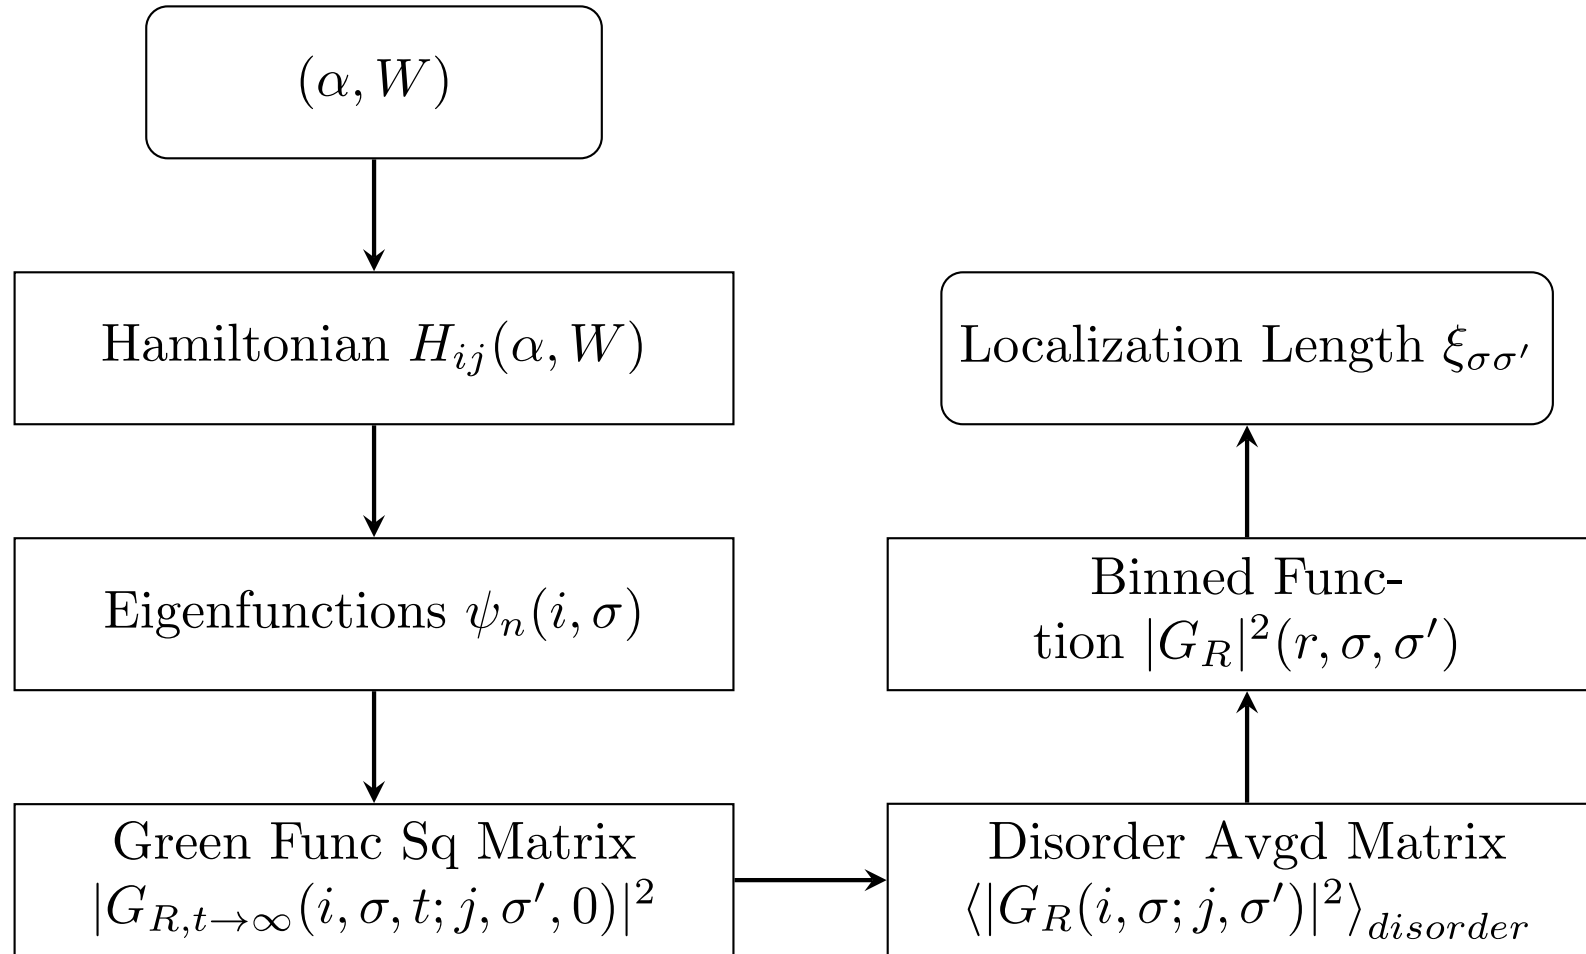 (α, W)
Hamiltonian H_{ij}(α, W)
Eigenfunctions ψ_n(i, σ)
Green Func Sq Matrix
|G_{R,t→∞}(i, σ, t; j, σ′, 0)|²
Disorder Avgd Matrix
⟨|G_R(i, σ; j, σ′)|²⟩_{disorder}
Binned Func-
tion |G_R|²(r, σ, σ′)
Localization Length ξ_{σσ′}